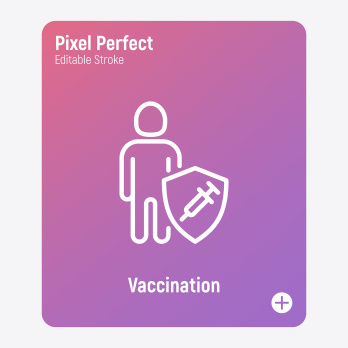 Pixel Perfect
Editable Stroke
Vaccination